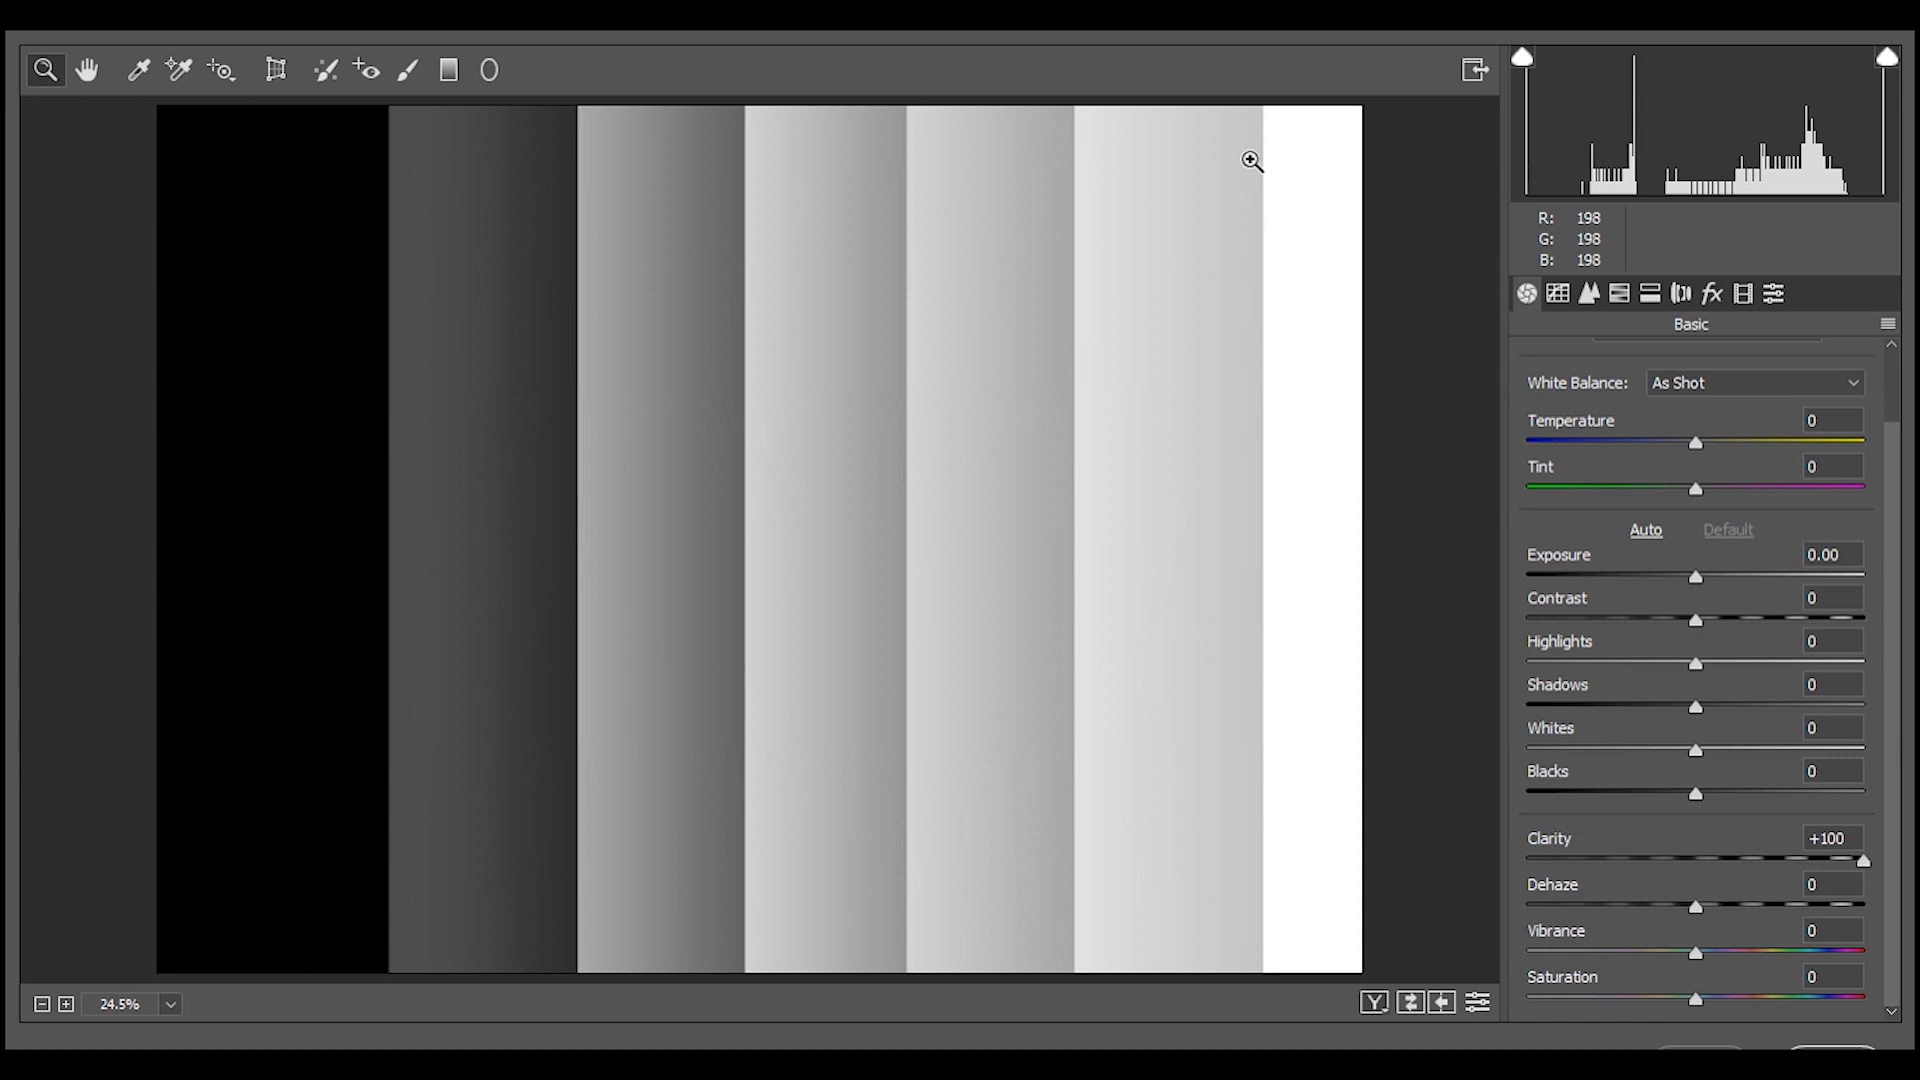 R: 198
G: 198
B: 198
fx
Basic
White Balance: As Shot
Temperature 0
Tint 0
Auto Default
Exposure 0.00
Contrast 0
Highlights 0
Shadows 0
Whites 0
Blacks 0
Clarity +100
Dehaze 0
Vibrance 0
Saturation 0
24.5% Y